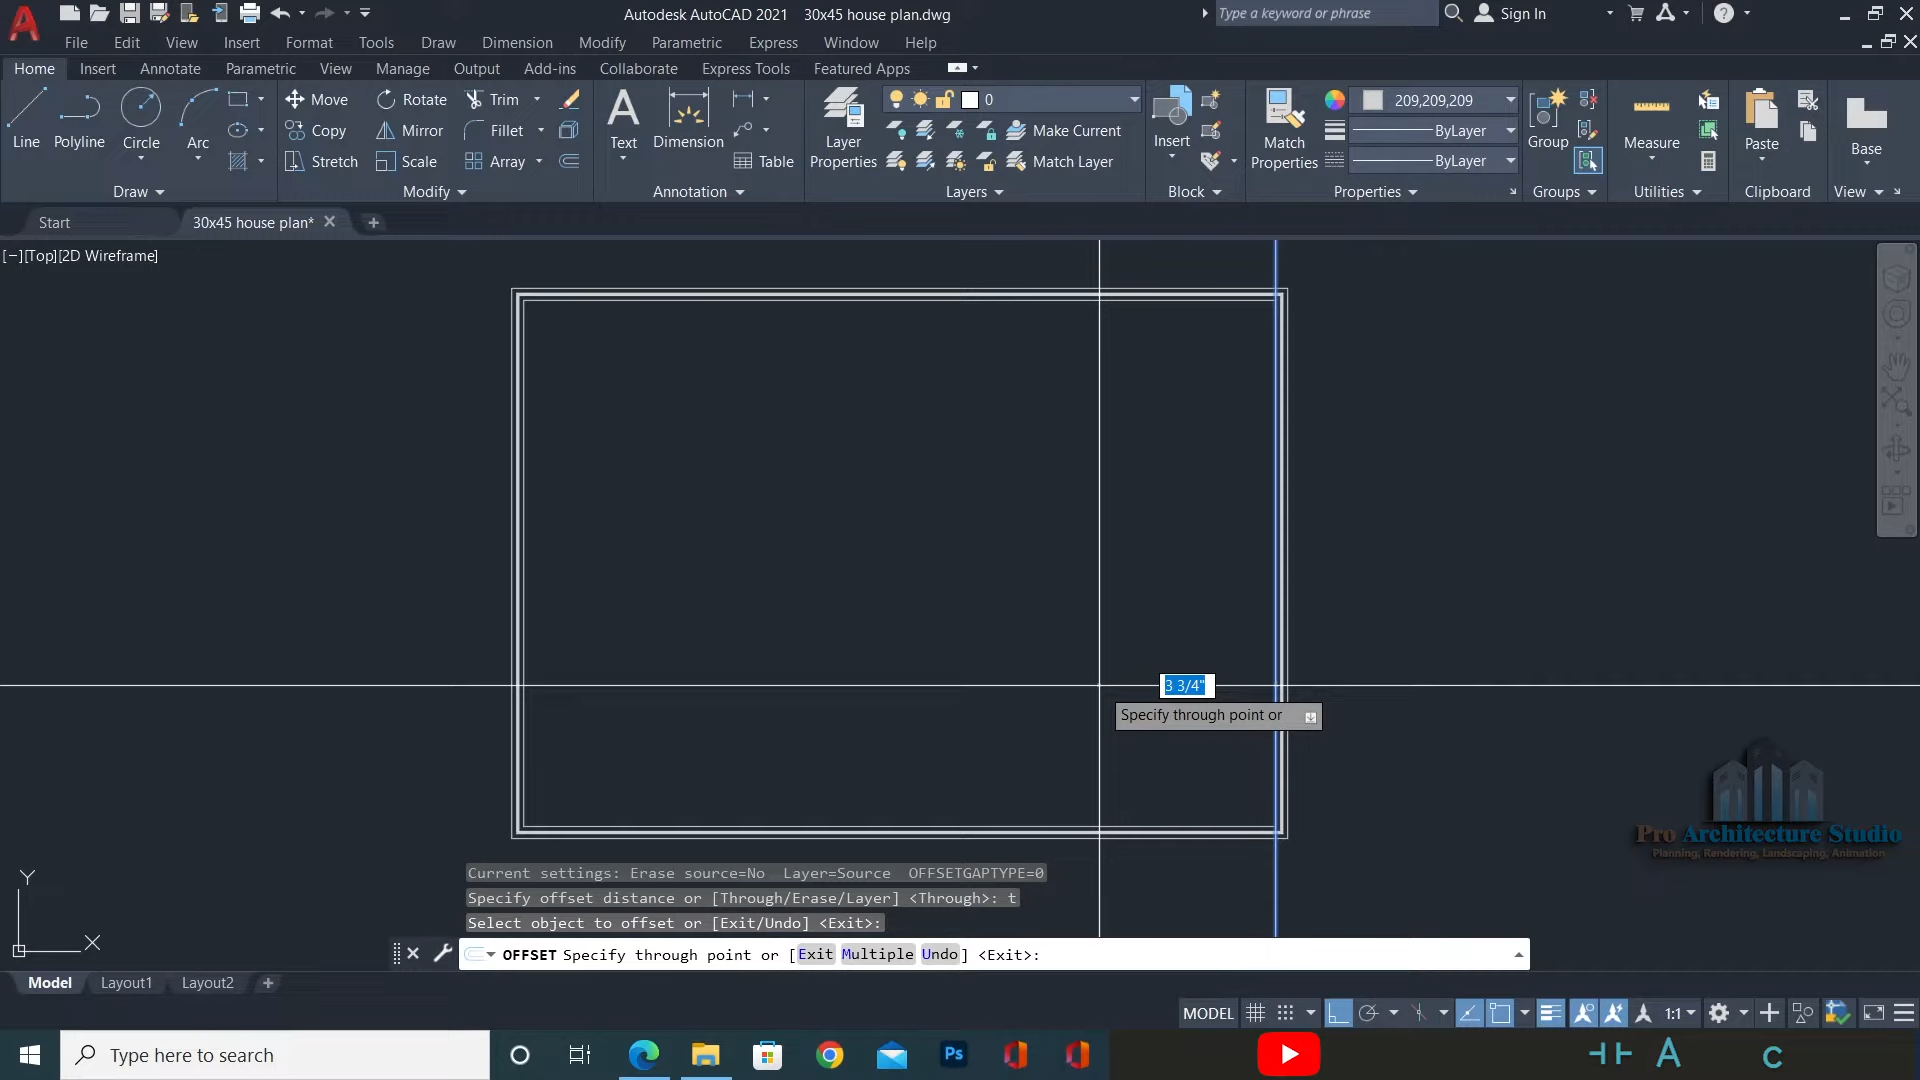 Autodesk AutoCAD 2021 30x45 house plan.dwg
Type a keyword or phrase
Sign In
File Edit View Insert Format Tools Draw Dimension Modify Parametric Express Window Help
Home Insert Annotate Parametric View Manage Output Add-ins Collaborate Express Tools Featured Apps
Line Polyline Circle Arc
Move Rotate Trim
Copy Mirror Fillet
Stretch Scale Array
Text Dimension Table
Layer Properties
0
Make Current
Match Layer
Insert
Match Properties
209,209,209
ByLayer
ByLayer
Group
Measure
Paste
Base
Draw Modify Annotation Layers Block Properties Groups Utilities Clipboard View
Start 30x45 house plan*
[−][Top][2D Wireframe]
3 3/4"
Specify through point or
Pro Architecture Studio
Planning, Rendering, Landscaping, Animation
Y
X
Current settings: Erase source=No Layer=Source OFFSETGAPTYPE=0
Specify offset distance or [Through/Erase/Layer] <Through>: t
Select object to offset or [Exit/Undo] <Exit>:
OFFSET Specify through point or [Exit Multiple Undo] <Exit>:
Model Layout1 Layout2
MODEL 1:1
Type here to search
Ps
A
C